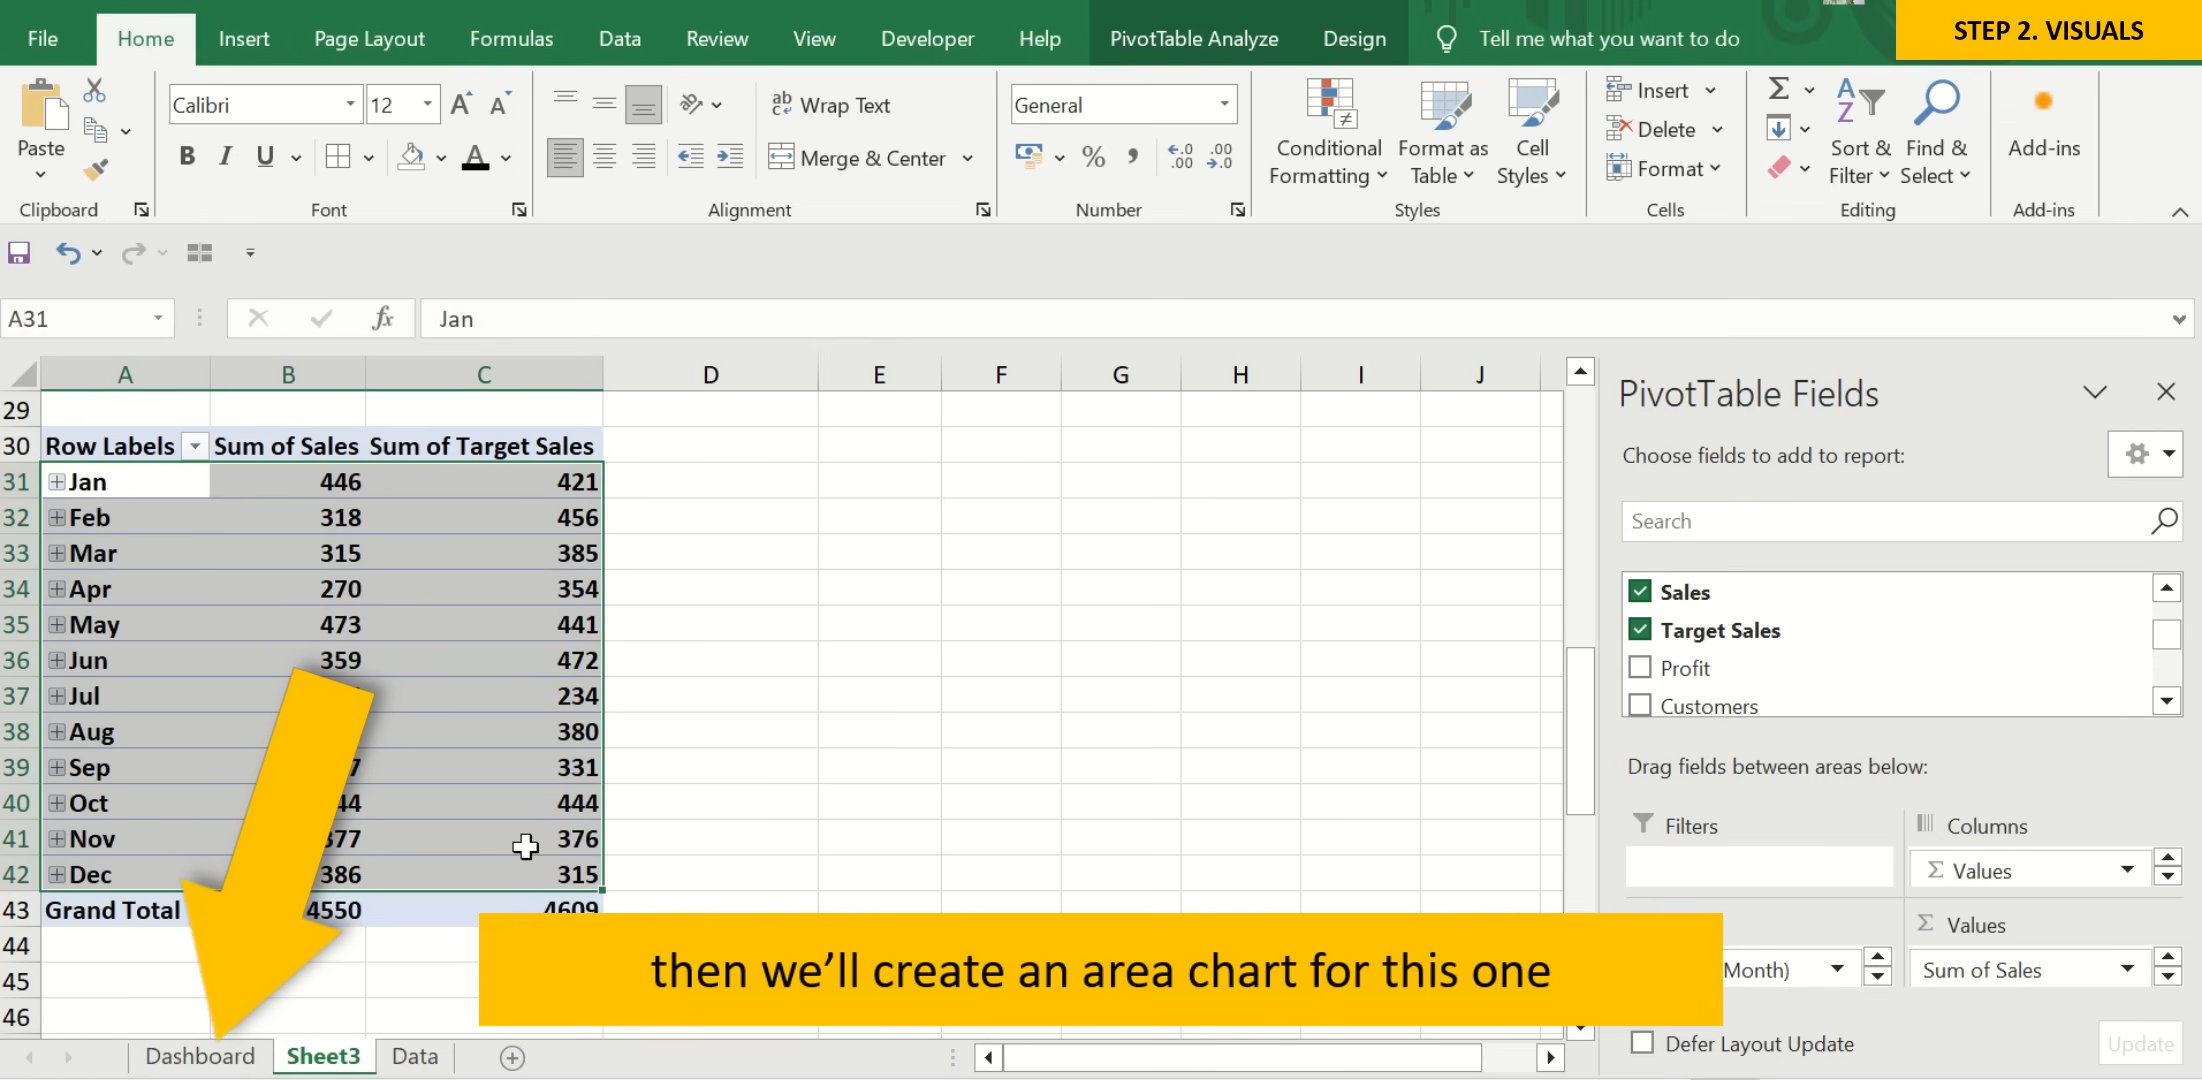 File Home Insert Page Layout Formulas Data Review View Developer Help PivotTable Analyze Design Tell me what you want to do
STEP 2. VISUALS
Paste
Clipboard
Calibri 12
B I U
Font
Wrap Text
Merge & Center
Alignment
General
Number
Conditional Formatting
Format as Table
Cell Styles
Styles
Insert
Delete
Format
Cells
Sort & Filter
Find & Select
Editing
Add-ins
Add-ins
A31 fx Jan
A B C D E F G H I J
29
30 Row Labels Sum of Sales Sum of Target Sales
31 Jan 446 421
32 Feb 318 456
33 Mar 315 385
34 Apr 270 354
35 May 473 441
36 Jun 359 472
37 Jul 234
38 Aug 380
39 Sep 331
40 Oct 444
41 Nov 376
42 Dec 386 315
43 Grand Total 4550 4609
44
45
46
then we’ll create an area chart for this one
Dashboard Sheet3 Data
PivotTable Fields
Choose fields to add to report:
Search
Sales
Target Sales
Profit
Customers
Drag fields between areas below:
Filters
Columns
Σ Values
Σ Values
Month)
Sum of Sales
Defer Layout Update
Update